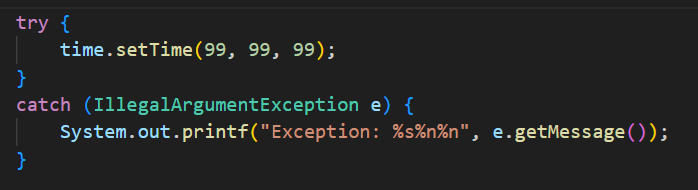 try {
    time.setTime(99, 99, 99);
}
catch (IllegalArgumentException e) {
    System.out.printf("Exception: %s%n%n", e.getMessage());
}